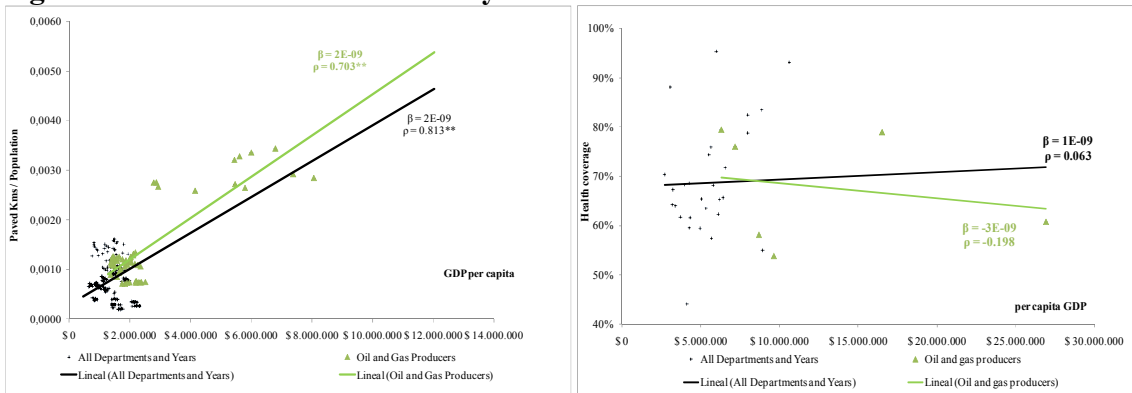 0,0060
0,0050
0,0040
0,0030
0,0020
0,0010
0,0000
Paved Kms / Population
β = 2E-09
ρ = 0.703**
β = 2E-09
ρ = 0.813**
GDP per capita
$ 0
$ 2.000.000
$ 4.000.000
$ 6.000.000
$ 8.000.000
$ 10.000.000
$ 12.000.000
$ 14.000.000
All Departments and Years
Oil and Gas Producers
Lineal (All Departments and Years)
Lineal (Oil and Gas Producers)
100%
90%
80%
70%
60%
50%
40%
Health coverage
β = 1E-09
ρ = 0.063
β = -3E-09
ρ = -0.198
per capita GDP
$ 0
$ 5.000.000
$ 10.000.000
$ 15.000.000
$ 20.000.000
$ 25.000.000
$ 30.000.000
All Departments and Years
Oil and gas producers
Lineal (All Departments and Years)
Lineal (Oil and gas producers)